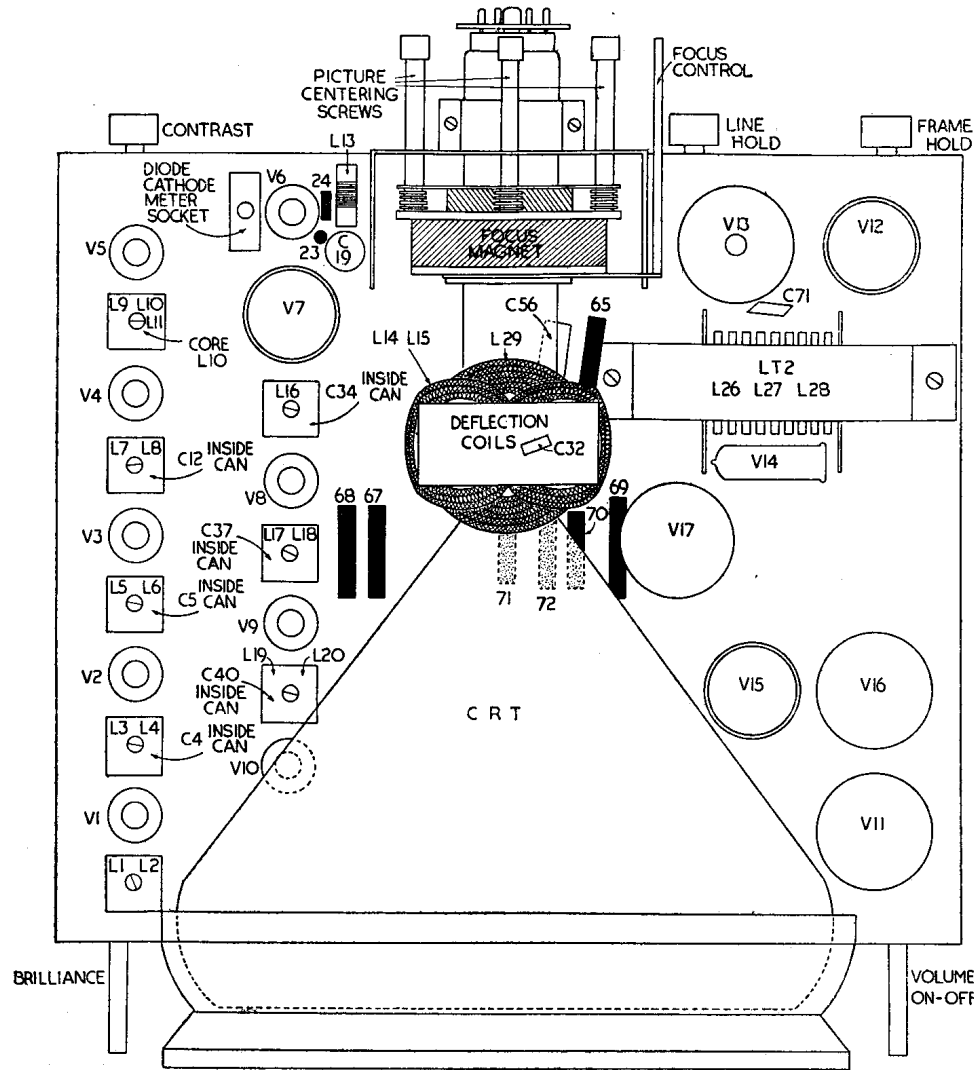 FOCUS
CONTROL
PICTURE
CENTERING
SCREWS
CONTRAST
LINE
HOLD
FRAME
HOLD
L13
DIODE
CATHODE
METER
SOCKET
V6
24
23
C
19
V5
V7
FOCUS
MAGNET
V13
V12
C71
L9 L10
L11
CORE
L10
C56
65
L14 L15
L29
LT2
L26 L27 L28
V4
L16
C34
INSIDE
CAN
DEFLECTION
COILS
C32
L7 L8
C12
INSIDE
CAN
V14
V8
68
67
69
70
V3
C37
INSIDE
CAN
L17 L18
V17
71
72
L5 L6
C5
INSIDE
CAN
V9
L19
L20
V2
C40
INSIDE
CAN
CRT
V15
V16
L3 L4
C4
INSIDE
CAN
V10
V1
V11
L1 L2
BRILLIANCE
VOLUME
ON-OFF